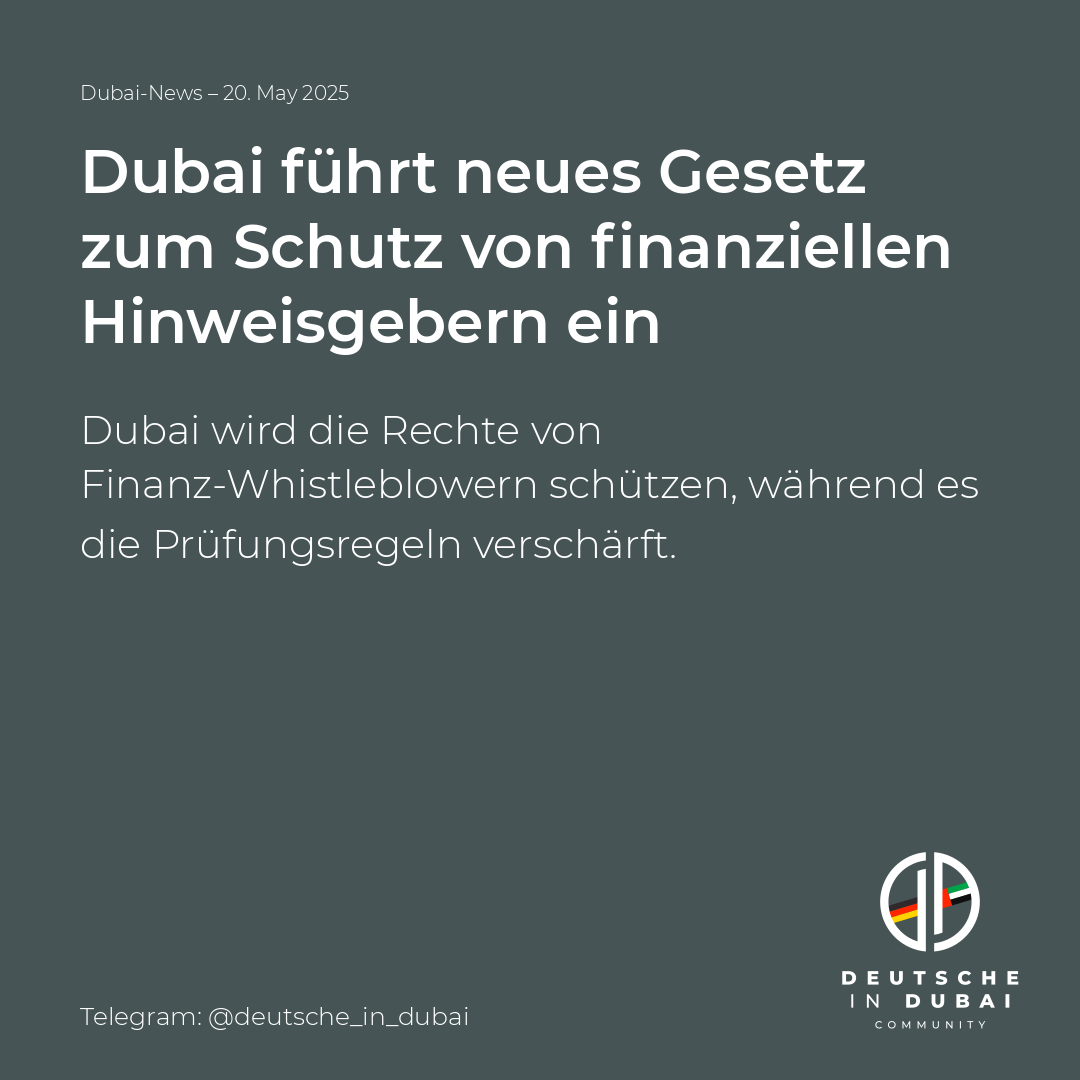 Dubai-News – 20. May 2025
Dubai führt neues Gesetz
zum Schutz von finanziellen
Hinweisgebern ein
Dubai wird die Rechte von
Finanz-Whistleblowern schützen, während es
die Prüfungsregeln verschärft.
DEUTSCHE
IN DUBAI
COMMUNITY
Telegram: @deutsche_in_dubai